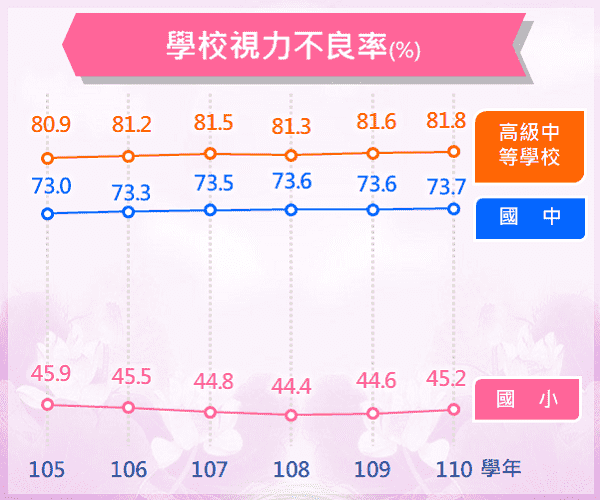 學校視力不良率(%)
80.9 81.2 81.5 81.3 81.6 81.8
高級中
等學校
73.0 73.3 73.5 73.6 73.6 73.7
國 中
45.9 45.5 44.8 44.4 44.6 45.2
國 小
105 106 107 108 109 110 學年